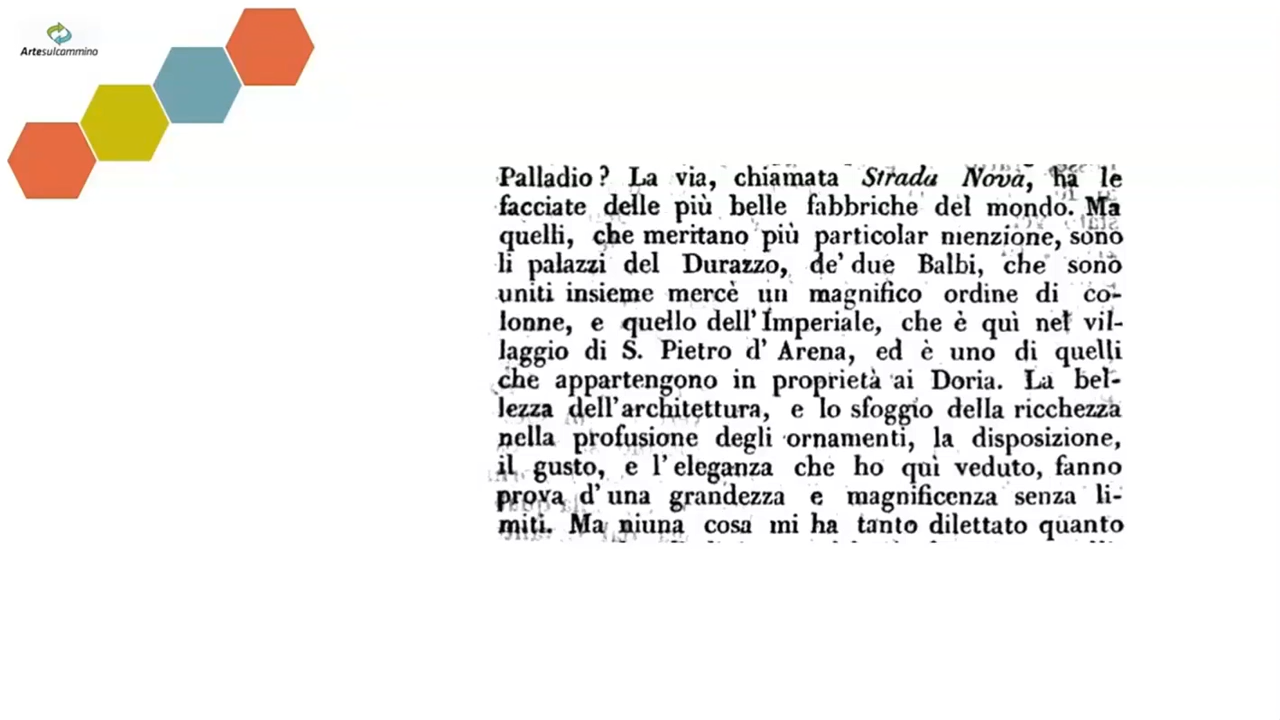 Artesulcammino
Palladio? La via, chiamata Strada Nova, ha le
facciate delle più belle fabbriche del mondo. Ma
quelli, che meritano più particolar menzione, sono
li palazzi del Durazzo, de' due Balbi, che sono
uniti insieme mercè un magnifico ordine di co-
lonne, e quello dell'Imperiale, che è quì nel vil-
laggio di S. Pietro d' Arena, ed è uno di quelli
che appartengono in proprietà ai Doria. La bel-
lezza dell'architettura, e lo sfoggio della ricchezza
nella profusione degli ornamenti, la disposizione,
il gusto, e l'eleganza che ho quì veduto, fanno
prova d'una grandezza e magnificenza senza li-
miti. Ma niuna cosa mi ha tanto dilettato quanto